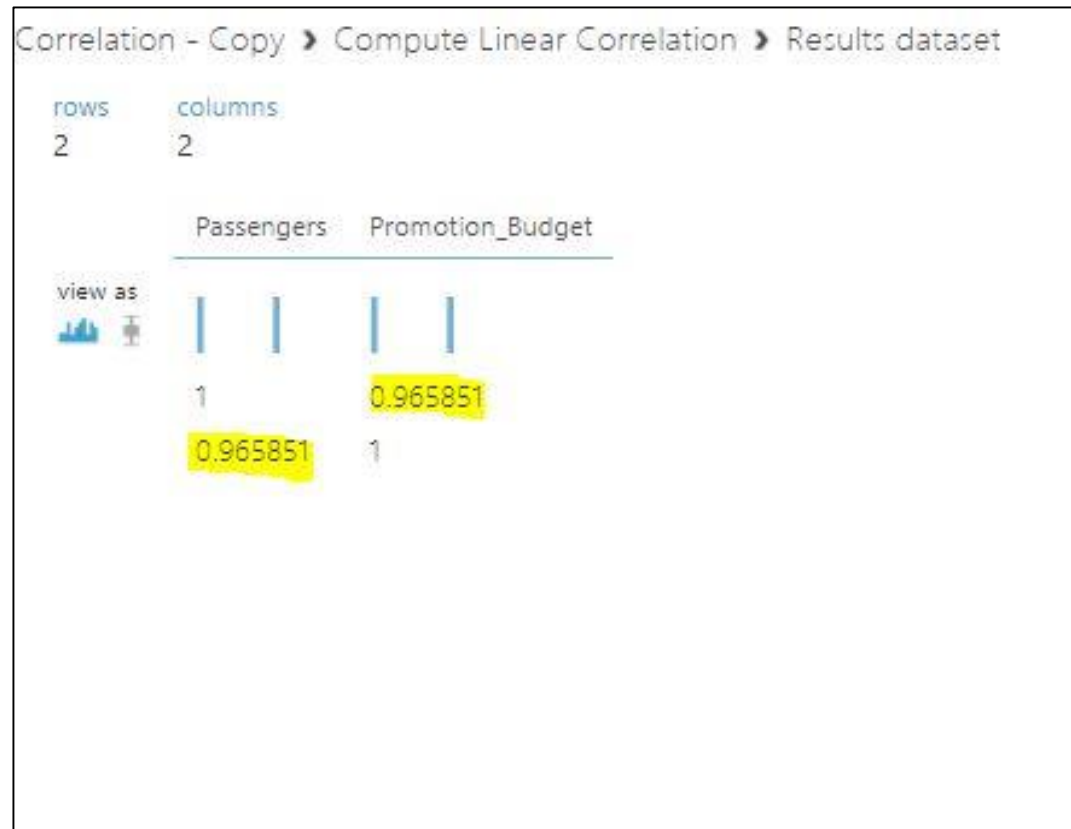 Correlation - Copy > Compute Linear Correlation > Results dataset
rows columns
2 2
Passengers Promotion_Budget
view as
1 0.965851
0.965851 1